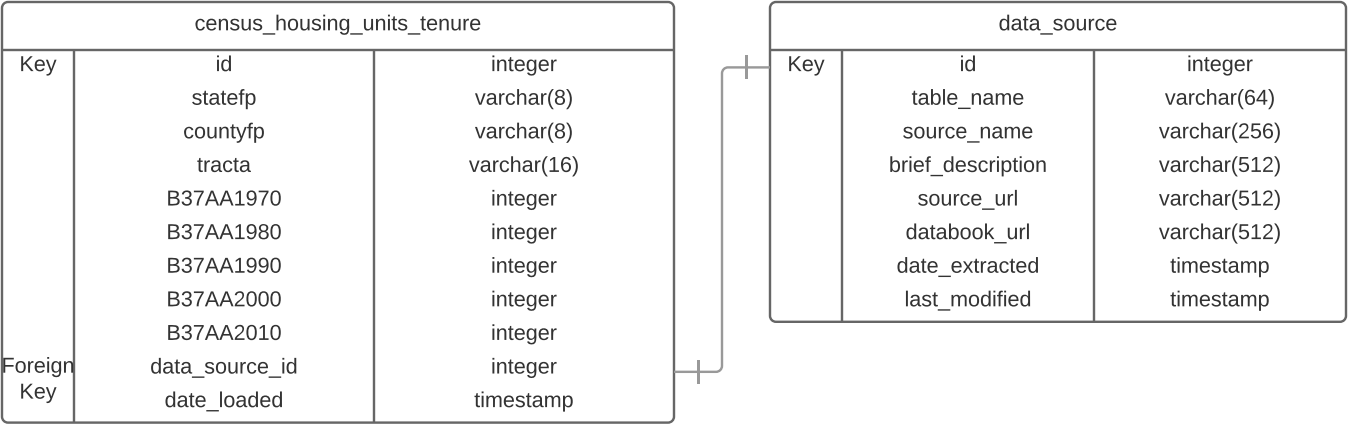 census_housing_units_tenure
Key id integer
statefp varchar(8)
countyfp varchar(8)
tracta varchar(16)
B37AA1970 integer
B37AA1980 integer
B37AA1990 integer
B37AA2000 integer
B37AA2010 integer
Foreign Key data_source_id integer
date_loaded timestamp
data_source
Key id integer
table_name varchar(64)
source_name varchar(256)
brief_description varchar(512)
source_url varchar(512)
databook_url varchar(512)
date_extracted timestamp
last_modified timestamp